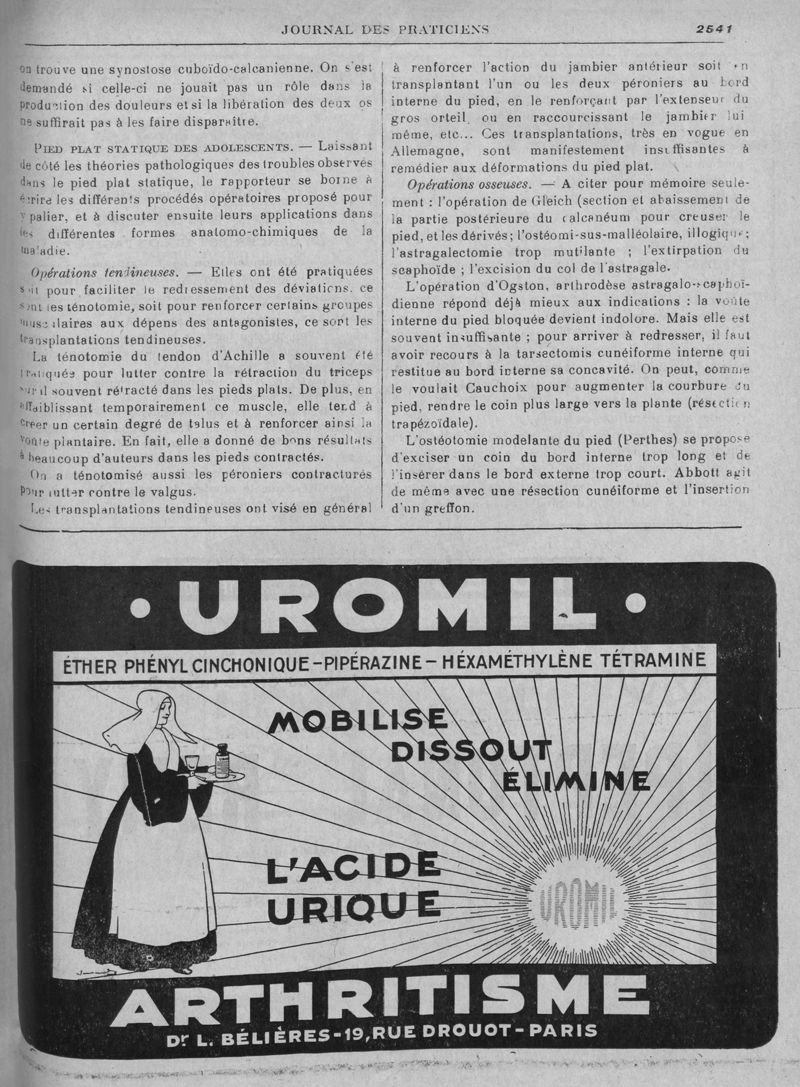 JOURNAL DES PRATICIENS
2541
on trouve une synostose cuboïdo-calcanienne. On s'est
demandé si celle-ci ne jouait pas un rôle dans la
production des douleurs et si la libération des deux os
ne suffirait pas à les faire disparaître.
PIED PLAT STATIQUE DES ADOLESCENTS. — Laissant
de côté les théories pathologiques des troubles observés
dans le pied plat statique, le rapporteur se borne à
écrire les différents procédés opératoires proposé pour
y palier, et à discuter ensuite leurs applications dans
les différentes formes anatomo-chimiques de la
maladie.
Opérations tendineuses. — Elles ont été pratiquées
soit pour faciliter le redressement des déviations, ce
sont les ténotomie, soit pour renforcer certains groupes
musculaires aux dépens des antagonistes, ce sont les
transplantations tendineuses.
La ténotomie du tendon d'Achille a souvent été
pratiquée pour lutter contre la rétraction du triceps
sural souvent rétracté dans les pieds plats. De plus, en
affaiblissant temporairement ce muscle, elle tend à
créer un certain degré de talus et à renforcer ainsi la
voûte plantaire. En fait, elle a donné de bons résultats
à beaucoup d'auteurs dans les pieds contractés.
On a ténotomisé aussi les péroniers contracturés
pour lutter contre le valgus.
Les transplantations tendineuses ont visé en général
à renforcer l'action du jambier antérieur soit en
transplantant l'un ou les deux péroniers au bord
interne du pied, en le renforçant par l'extenseur du
gros orteil, ou en raccourcissant le jambier lui
même, etc... Ces transplantations, très en vogue en
Allemagne, sont manifestement insuffisantes à
remédier aux déformations du pied plat.
Opérations osseuses. — A citer pour mémoire seule-
ment : l'opération de Gleich (section et abaissement de
la partie postérieure du calcanéum pour creuser le
pied, et les dérivés ; l'ostéomi-sus-malléolaire, illogique ;
l'astragalectomie trop mutilante ; l'extirpation du
scaphoïde ; l'excision du col de l'astragale.
L'opération d'Ogston, arthrodèse astragalo-scaphoï-
dienne répond déjà mieux aux indications : la voûte
interne du pied bloquée devient indolore. Mais elle est
souvent insuffisante ; pour arriver à redresser, il faut
avoir recours à la tarsectomis cunéiforme interne qui
restitue au bord interne sa concavité. On peut, comme
le voulait Cauchoix pour augmenter la courbure du
pied, rendre le coin plus large vers la plante (résection
trapézoïdale).
L'ostéotomie modelante du pied (Perthes) se propose
d'exciser un coin du bord interne trop long et de
l'insérer dans le bord externe trop court. Abbott agit
de même avec une résection cunéiforme et l'insertion
d'un greffon.
• UROMIL •
ÉTHER PHÉNYL CINCHONIQUE - PIPÉRAZINE - HÉXAMÉTHYLÈNE TÉTRAMINE
MOBILISE
DISSOUT
ÉLIMINE
L'ACIDE
URIQUE
UROMIL
ARTHRITISME
Dr L. BÉLIÈRES - 19, RUE DROUOT - PARIS